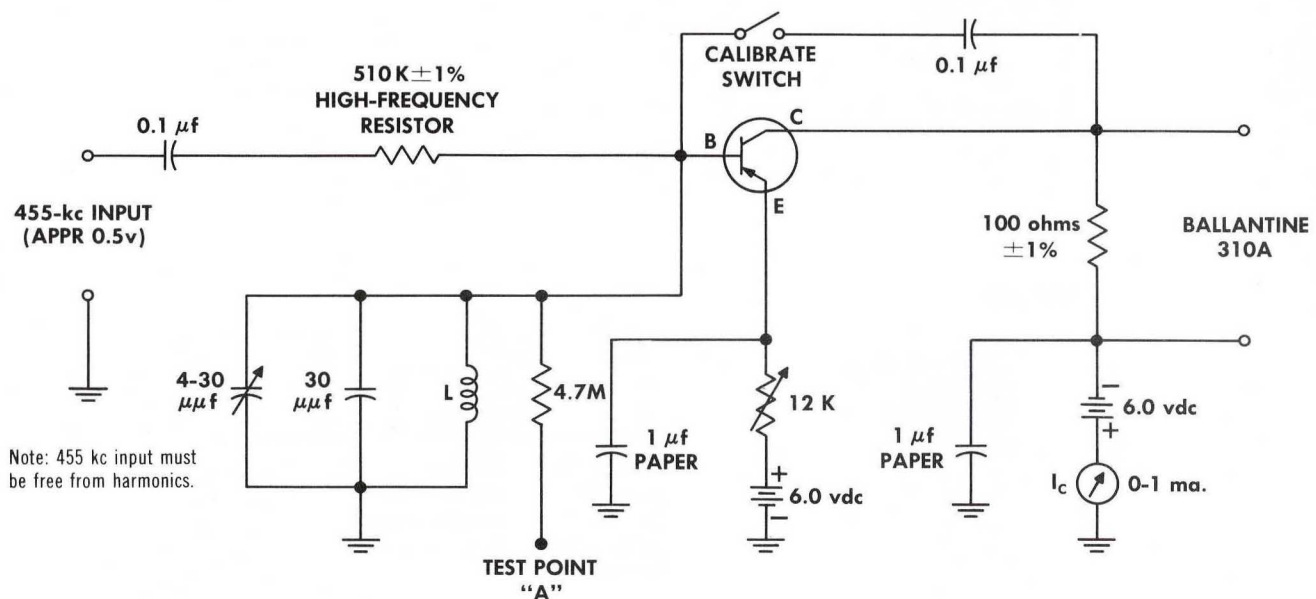 CALIBRATE
SWITCH
0.1 μf
510 K±1%
HIGH-FREQUENCY
RESISTOR
0.1 μf
B
C
E
455-kc INPUT
(APPR 0.5v)
100 ohms
±1%
BALLANTINE
310A
4-30
μμf
30
μμf
L
4.7M
12 K
6.0 vdc
1 μf
PAPER
+
6.0 vdc
−
1 μf
PAPER
−
+
IC
0-1 ma.
Note: 455 kc input must
be free from harmonics.
TEST POINT
“A”